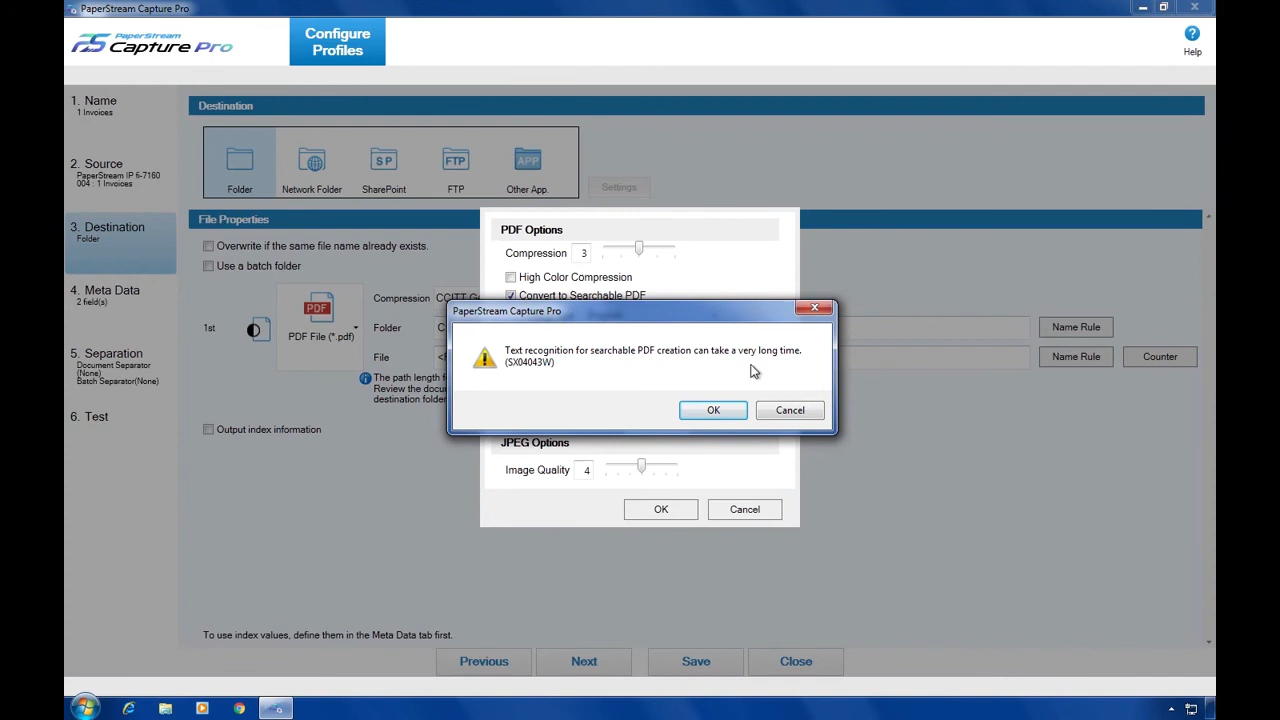 PaperStream Capture Pro
PaperStream
Capture Pro
Configure
Profiles
Help
1. Name
1 Invoices
2. Source
PaperStream IP fi-7160
004 : 1 Invoices
3. Destination
Folder
4. Meta Data
2 field(s)
5. Separation
Document Separator
(None)
Batch Separator(None)
6. Test
Destination
Folder
Network Folder
SharePoint
FTP
Other App.
SP
FTP
APP
Settings
File Properties
Overwrite if the same file name already exists.
Use a batch folder
1st
PDF
PDF File (*.pdf)
Compression
CCITT G
Folder
C
Name Rule
File
Name Rule
Counter
The path length f
Review the docu
destination folder
Output index information
PDF Options
Compression 3
High Color Compression
Convert to Searchable PDF
PaperStream Capture Pro
Text recognition for searchable PDF creation can take a very long time.
(SX04043W)
OK
Cancel
JPEG Options
Image Quality 4
OK
Cancel
To use index values, define them in the Meta Data tab first.
Previous
Next
Save
Close